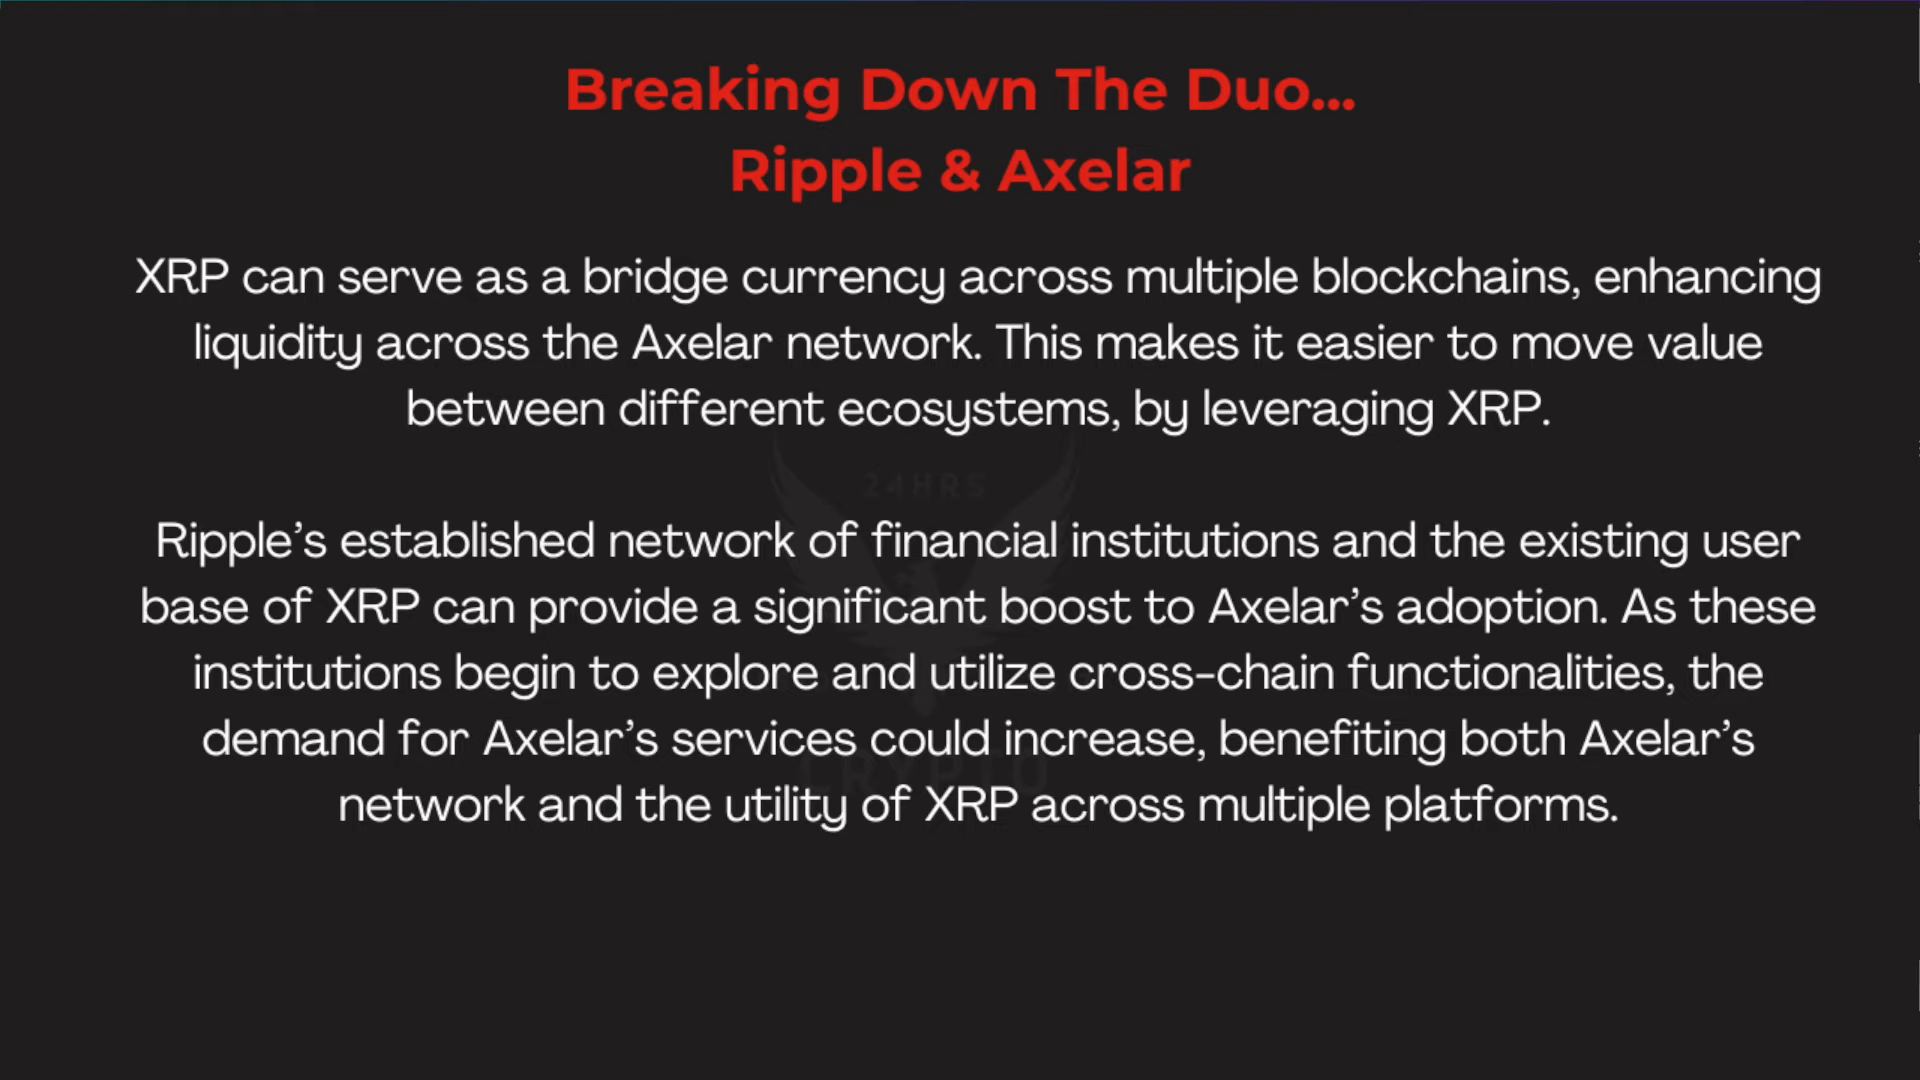 Breaking Down The Duo...
Ripple & Axelar
XRP can serve as a bridge currency across multiple blockchains, enhancing
liquidity across the Axelar network. This makes it easier to move value
between different ecosystems, by leveraging XRP.
24HRS
Ripple’s established network of financial institutions and the existing user
base of XRP can provide a significant boost to Axelar’s adoption. As these
institutions begin to explore and utilize cross-chain functionalities, the
demand for Axelar’s services could increase, benefiting both Axelar’s
CRYPTO
network and the utility of XRP across multiple platforms.